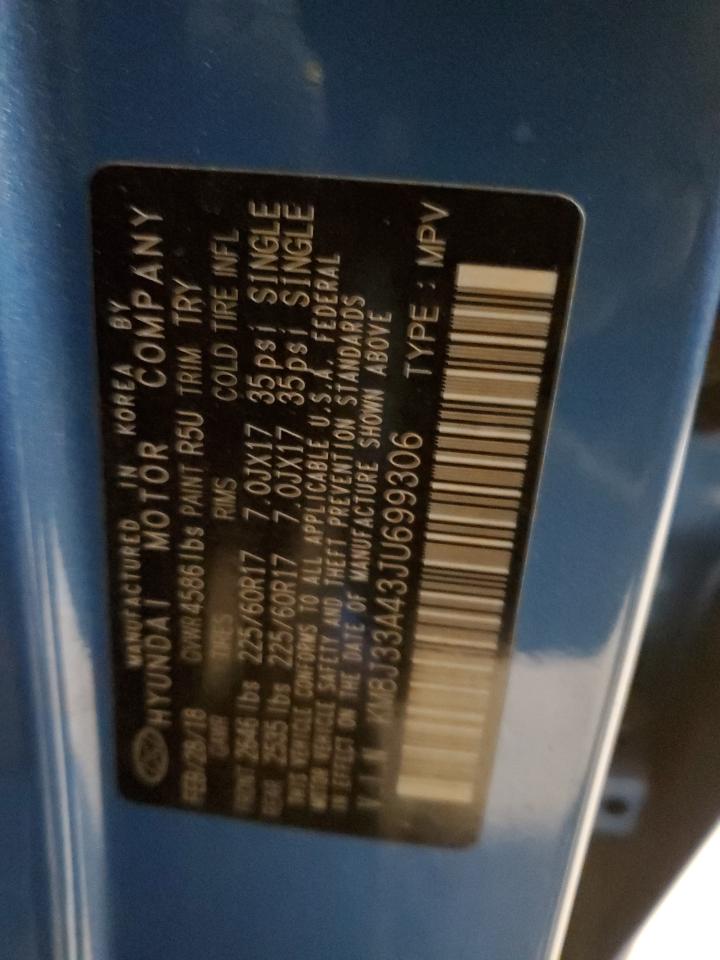 MANUFACTURED IN KOREA BY
HYUNDAI MOTOR COMPANY
FEB/28/18 GVWR 4586 lbs PAINT R5U TRIM TRY
GAWR TIRES RMS COLD TIRE INFL
FRONT 2646 lbs 225/60R17 7.0JX17 35psi SINGLE
REAR 2535 lbs 225/60R17 7.0JX17 35psi SINGLE
THIS VEHICLE CONFORMS TO ALL APPLICABLE U.S.A. FEDERAL
MOTOR VEHICLE SAFETY AND THEFT PREVENTION STANDARDS
IN EFFECT ON THE DATE OF MANUFACTURE SHOWN ABOVE
V I N KM8J33A43JU699306 TYPE : MPV